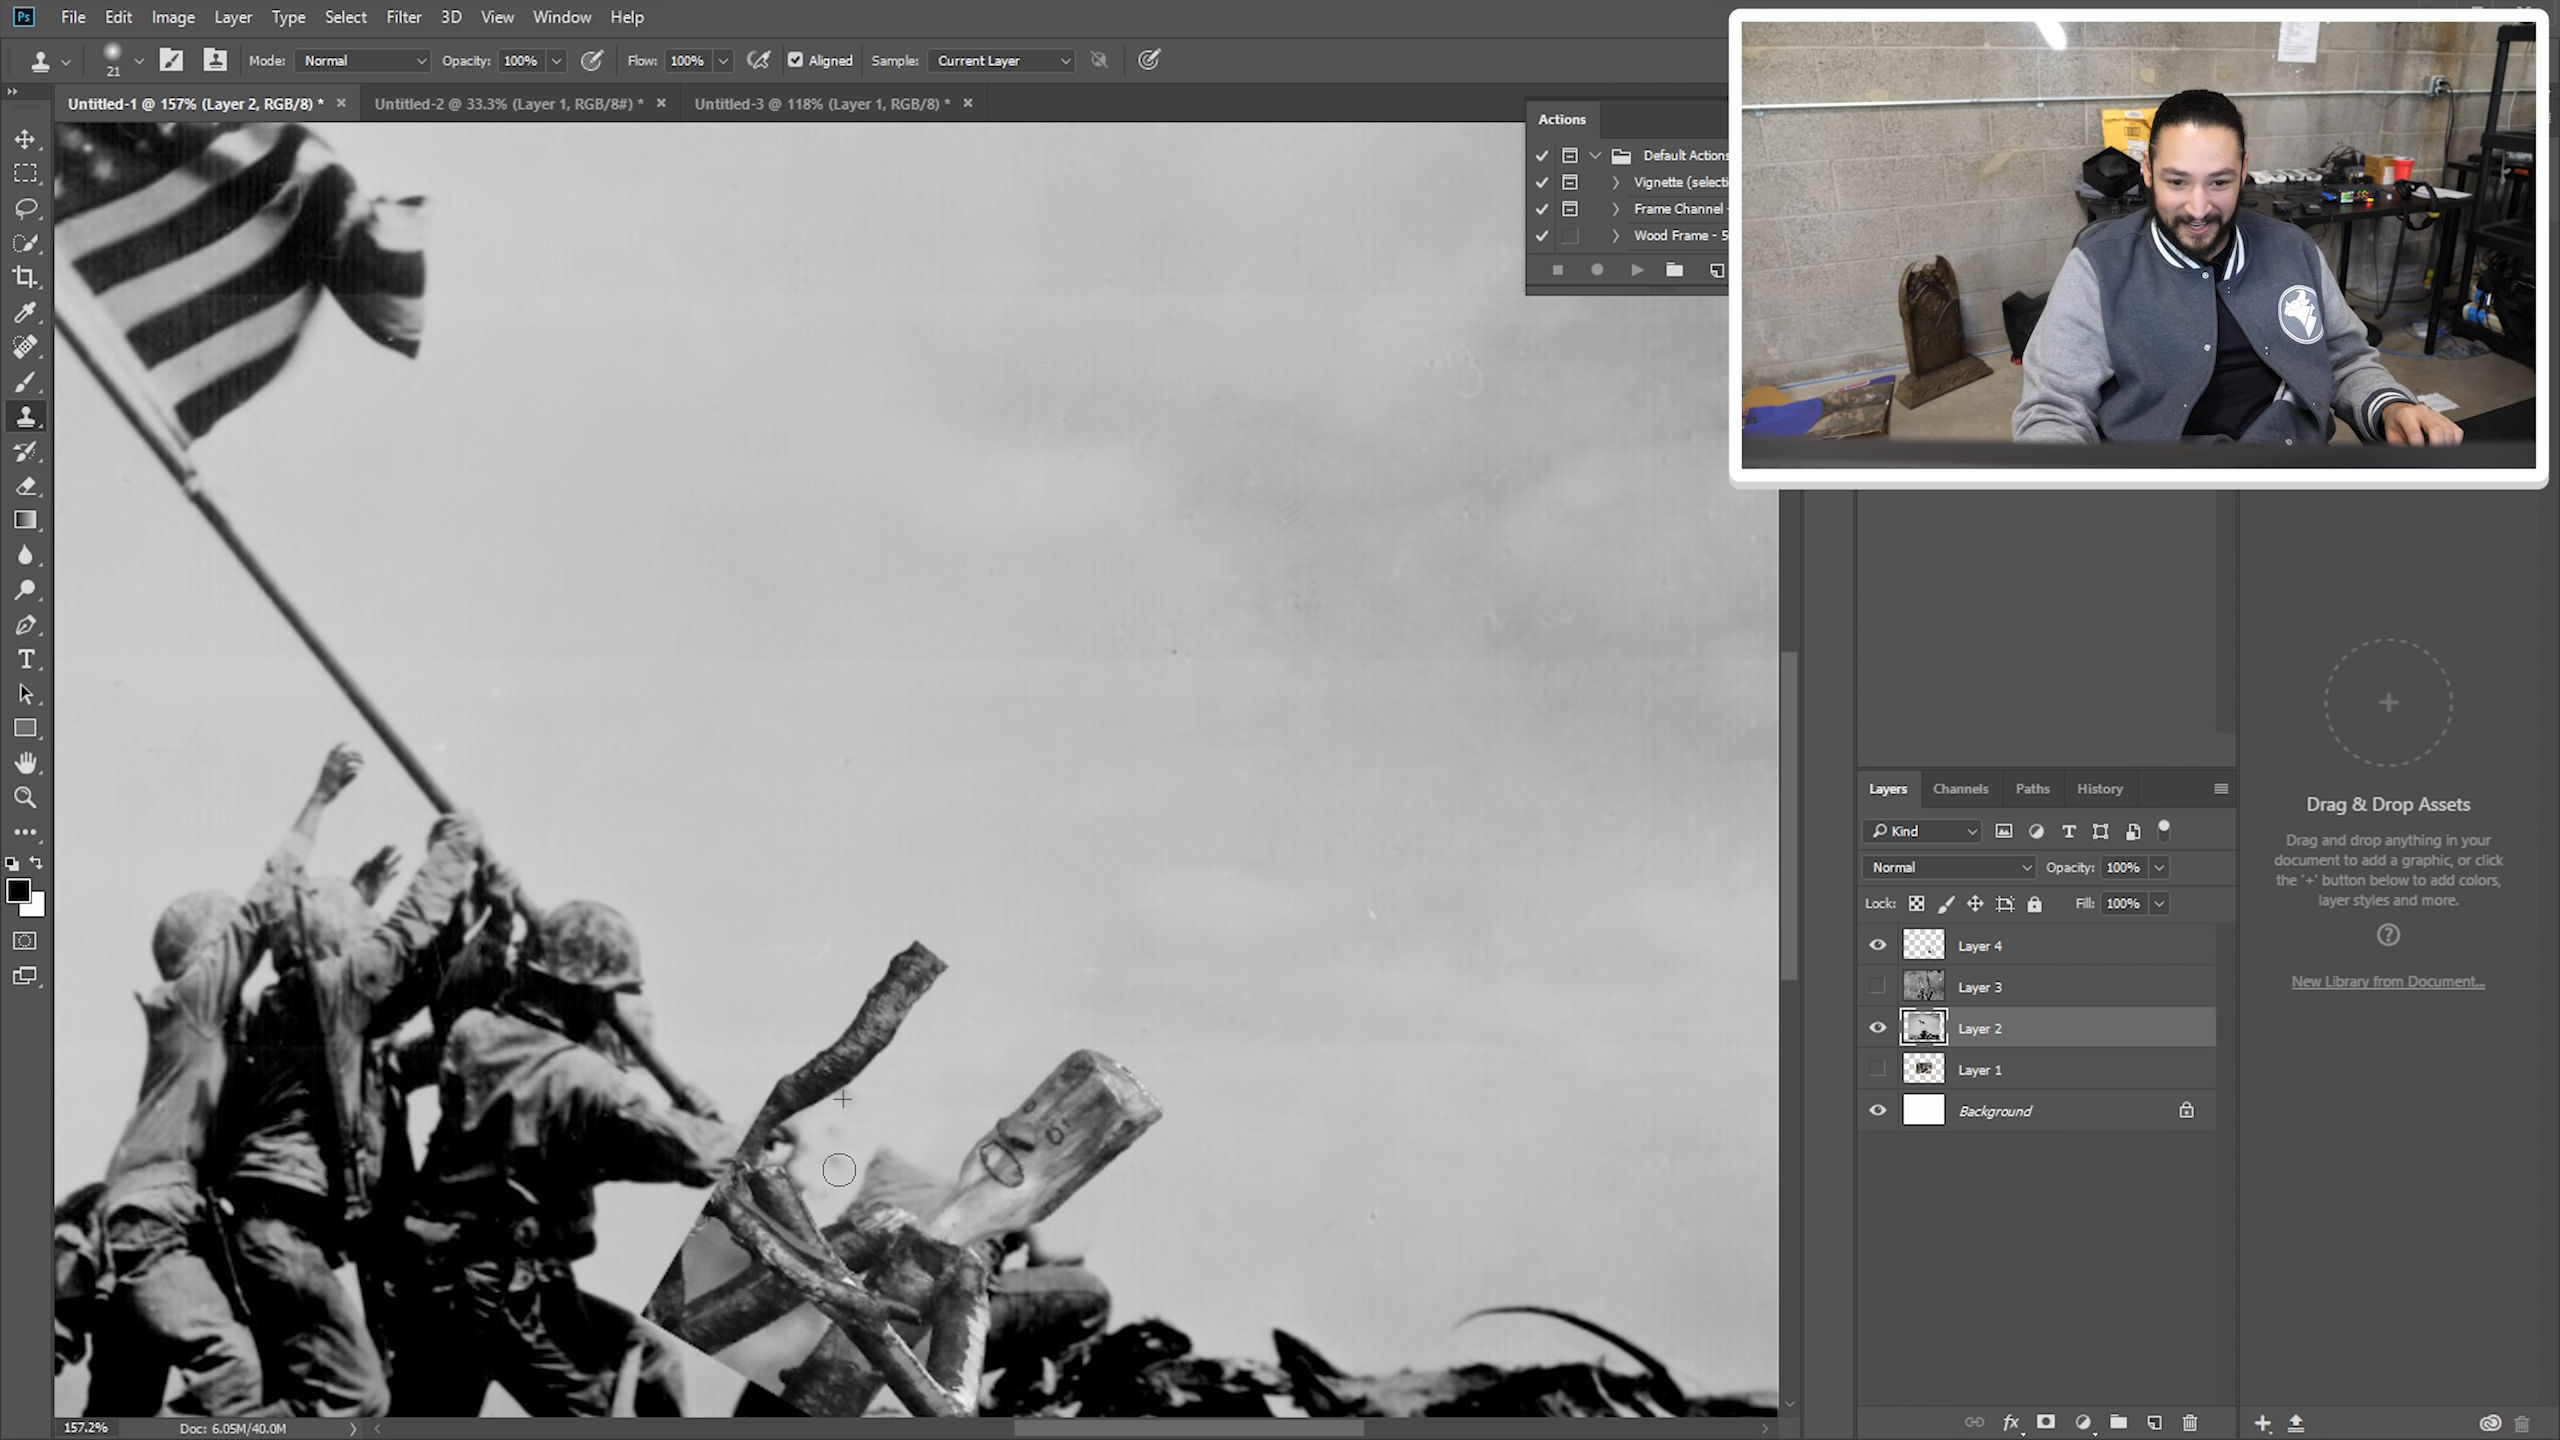 Ps File Edit Image Layer Type Select Filter 3D View Window Help
21 Mode: Normal Opacity: 100% Flow: 100% Aligned Sample: Current Layer
Untitled-1 @ 157% (Layer 2, RGB/8) * × Untitled-2 @ 33.3% (Layer 1, RGB/8#) * × Untitled-3 @ 118% (Layer 1, RGB/8) * ×
Actions
Default Actions
Vignette (selecti
Frame Channel -
Wood Frame - 5
Layers Channels Paths History
Kind
Normal Opacity: 100%
Lock: Fill: 100%
Layer 4
Layer 3
Layer 2
Layer 1
Background
Drag & Drop Assets
Drag and drop anything in your
document to add a graphic, or click
the '+' button below to add colors,
layer styles and more.
New Library from Document...
157.2% Doc: 6.05M/40.0M